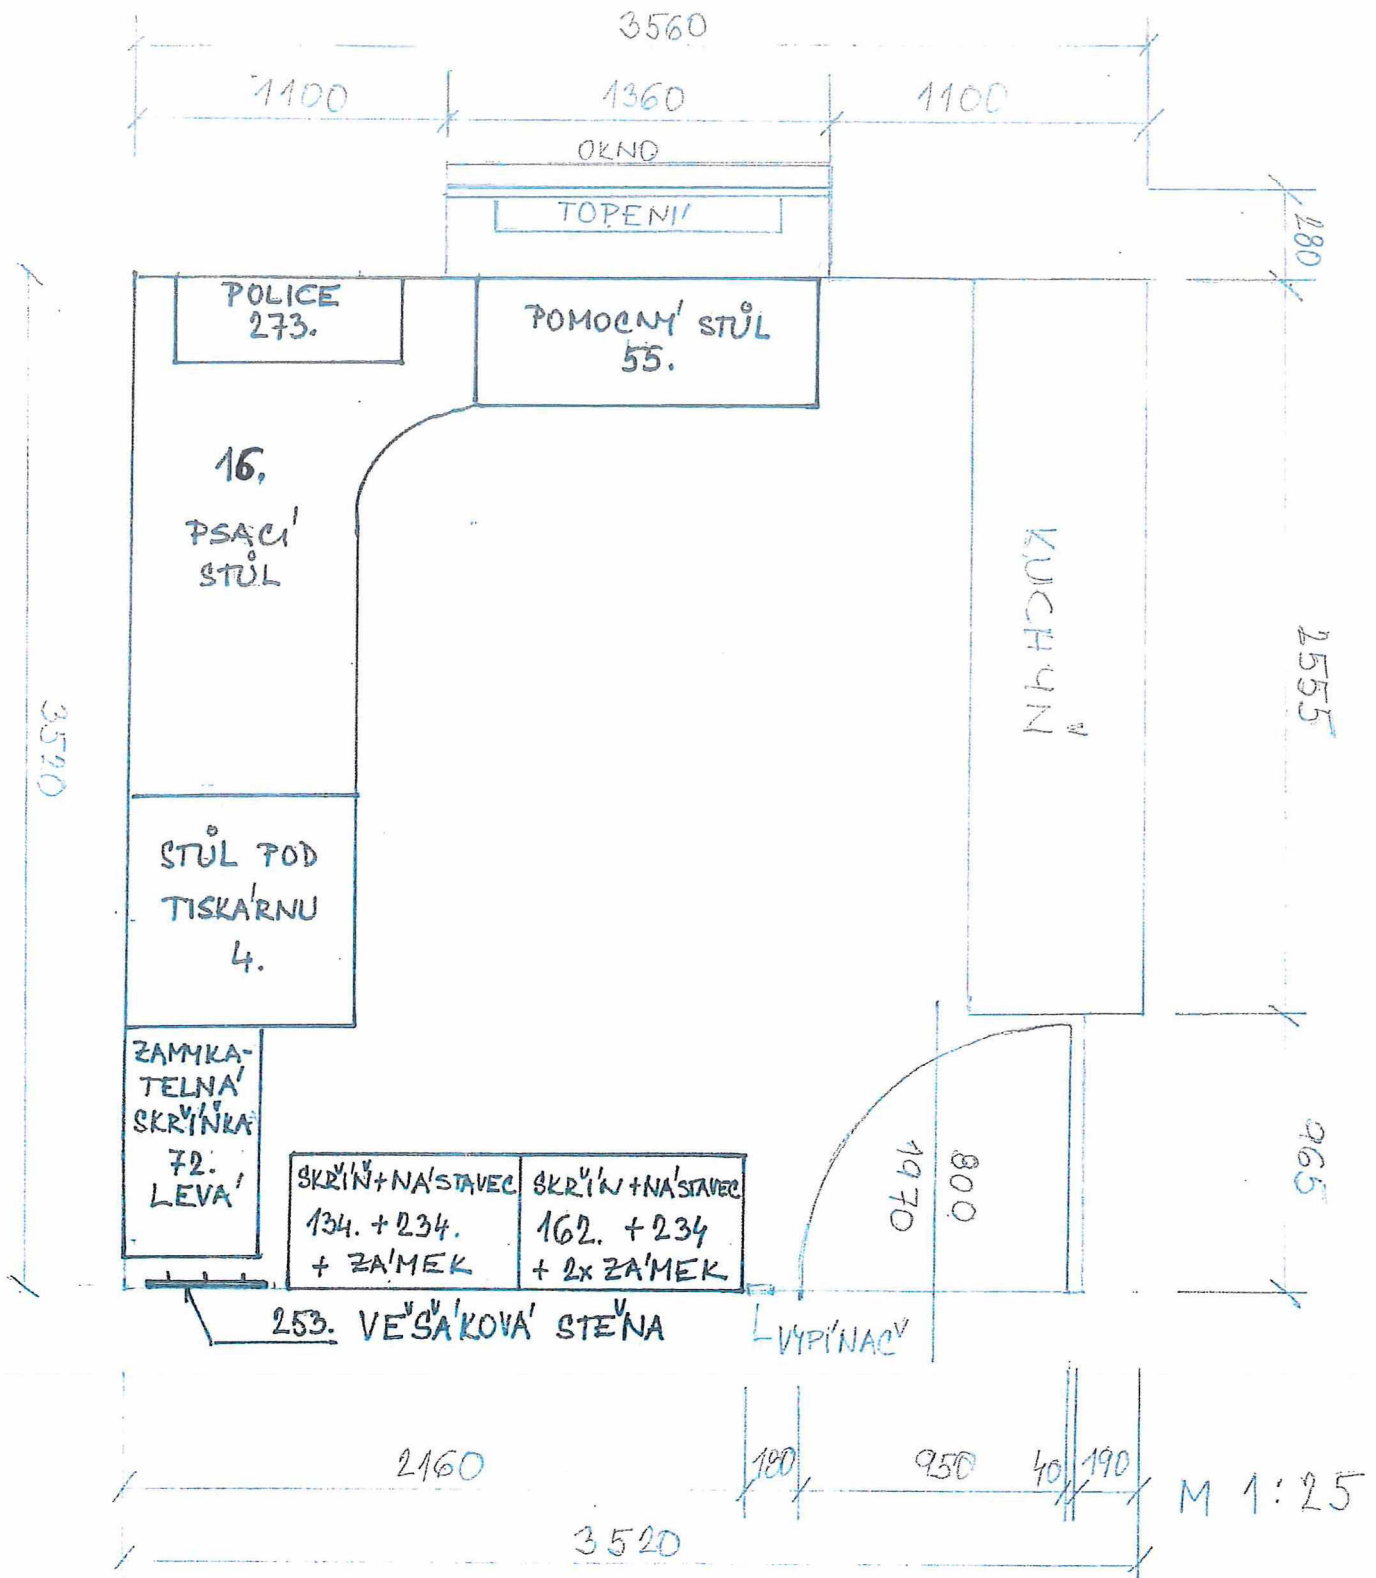 3560
1100
1360
1100
OKNO
TOPENÍ
280
POLICE
273.
POMOCNÝ STŮL
55.
16.
PSACÍ
STŮL
KUCHYŇ
2555
3520
STŮL POD
TISKÁRNU
4.
ZAMYKA-
TELNÁ
SKŘÍŇKA
72.
LEVÁ
SKŘÍŇ+NÁSTAVEC
134. + 234.
+ ZÁMEK
SKŘÍŇ+NÁSTAVEC
162. + 234
+ 2x ZÁMEK
800
1970
965
253. VĚŠÁKOVÁ STĚNA
VYPÍNAČ
2160
180
950
40
190
M 1:25
3520